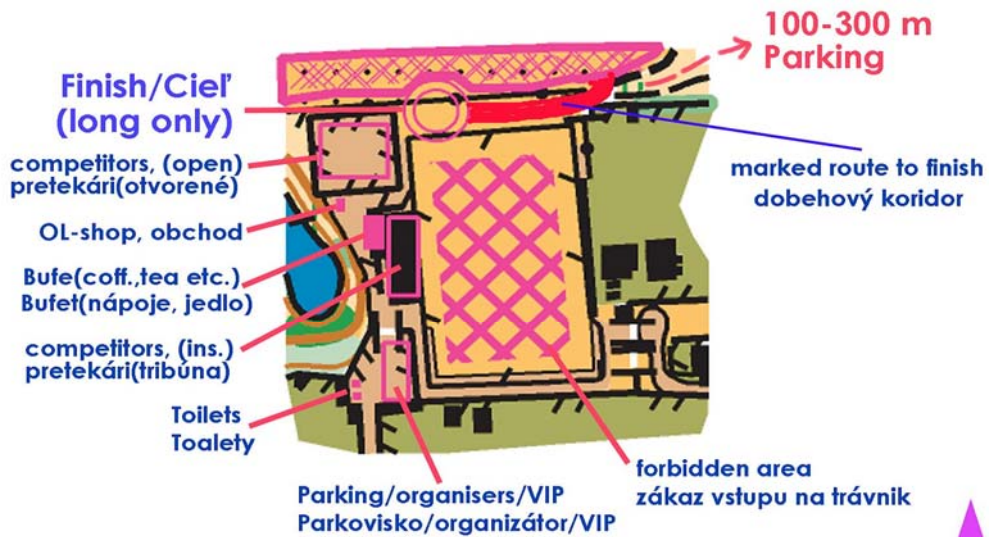 100-300 m
Parking
Finish/Cieľ
(long only)
competitors, (open)
pretekári(otvorené)
marked route to finish
dobehový koridor
OL-shop, obchod
Bufe(coff.,tea etc.)
Bufet(nápoje, jedlo)
competitors, (ins.)
pretekári(tribúna)
Toilets
Toalety
forbidden area
zákaz vstupu na trávnik
Parking/organisers/VIP
Parkovisko/organizátor/VIP